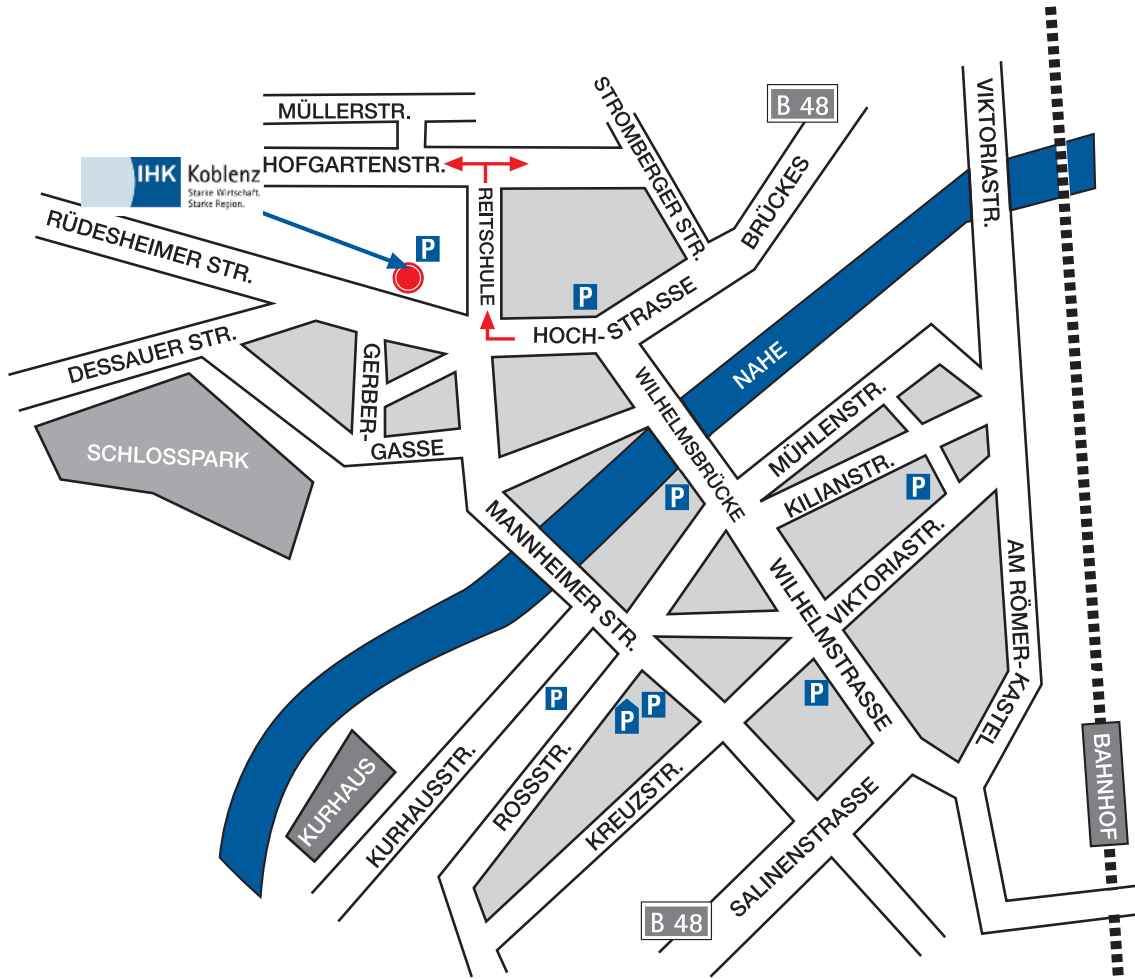 MÜLLERSTR.
STROMBERGER STR.
B 48
VIKTORIASTR.
HOFGARTENSTR.
IHK Koblenz
Starke Wirtschaft.
Starke Region.
REITSCHULE
BRÜCKES
RÜDESHEIMER STR.
P
P
HOCH-STRASSE
DESSAUER STR.
GERBER-
GASSE
NAHE
SCHLOSSPARK
WILHELMSBRÜCKE
MÜHLENSTR.
KILIANSTR.
P
P
MANNHEIMER STR.
VIKTORIASTR.
WILHELMSTRASSE
AM RÖMER-KASTEL
P
P
P
P
KURHAUS
KURHAUSSTR.
ROSSSTR.
KREUZSTR.
SALINENSTRASSE
BAHNHOF
B 48